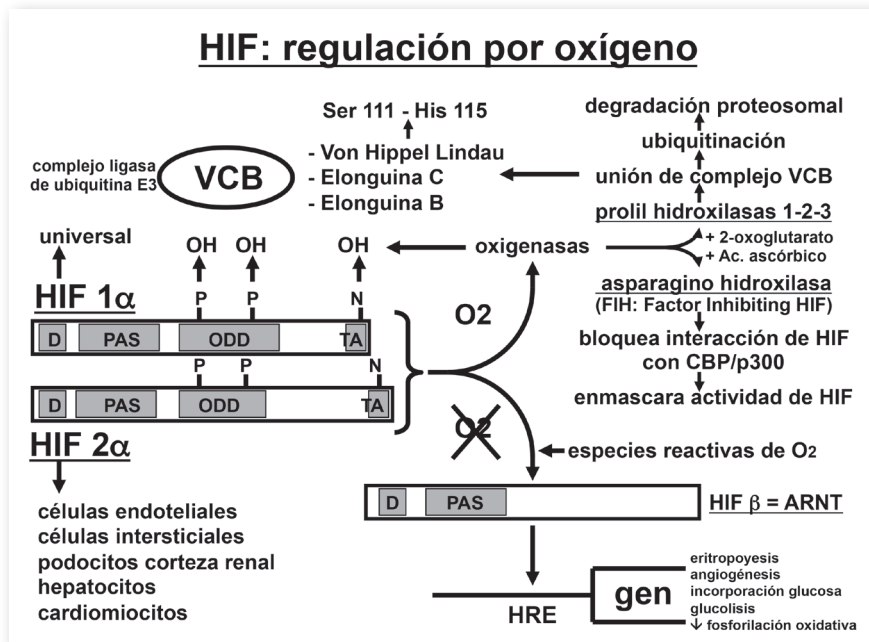 HIF: regulación por oxígeno
Ser 111 - His 115
- Von Hippel Lindau
- Elonguina C
- Elonguina B
complejo ligasa
de ubiquitina E3
VCB
degradación proteosomal
ubiquitinación
unión de complejo VCB
prolil hidroxilasas 1-2-3
+ 2-oxoglutarato
+ Ac. ascórbico
oxigenasas
asparagino hidroxilasa
(FIH: Factor Inhibiting HIF)
bloquea interacción de HIF
con CBP/p300
enmascara actividad de HIF
universal
OH OH OH
HIF 1α
P P N
D PAS ODD TA
P P N
D PAS ODD TA
HIF 2α
células endoteliales
células intersticiales
podocitos corteza renal
hepatocitos
cardiomiocitos
O2
O2
especies reactivas de O2
D PAS
HIF β = ARNT
HRE
gen
eritropoyesis
angiogénesis
incorporación glucosa
glucolisis
↓ fosforilación oxidativa